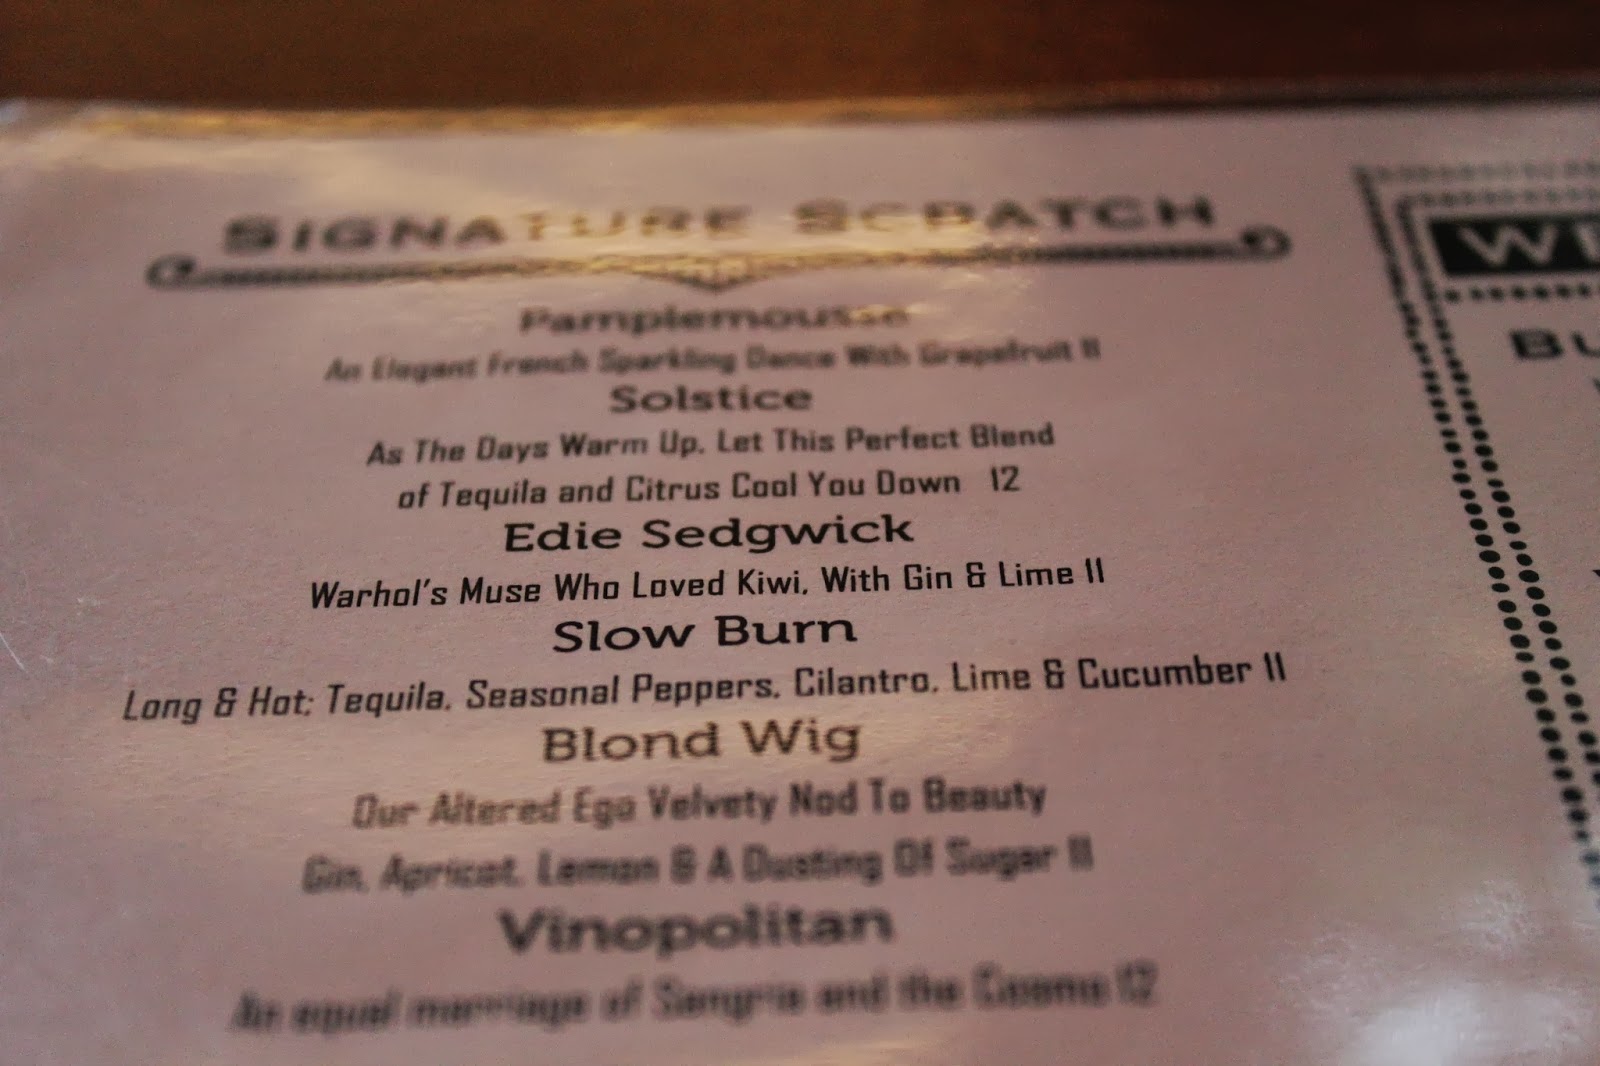 SIGNATURE SCRATCH
Pamplemousse
An Elegant French Sparkling Dance With Grapefruit 11
Solstice
As The Days Warm Up, Let This Perfect Blend
of Tequila and Citrus Cool You Down 12
Edie Sedgwick
Warhol's Muse Who Loved Kiwi, With Gin & Lime 11
Slow Burn
Long & Hot; Tequila, Seasonal Peppers, Cilantro, Lime & Cucumber 11
Blond Wig
Our Altered Ego Velvety Nod To Beauty
Gin, Apricot, Lemon & A Dusting Of Sugar 11
Vinopolitan
An equal marriage of Sangria and the Cosmo 12